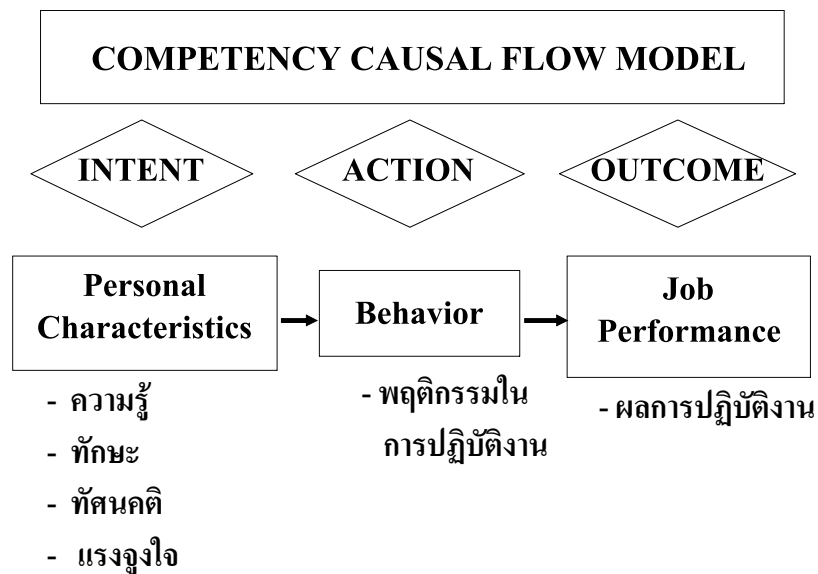 COMPETENCY CAUSAL FLOW MODEL
INTENT
ACTION
OUTCOME
Personal
Characteristics
Behavior
Job
Performance
- ความรู้
- ทักษะ
- ทัศนคติ
- แรงจูงใจ
- พฤติกรรมใน
การปฏิบัติงาน
- ผลการปฏิบัติงาน